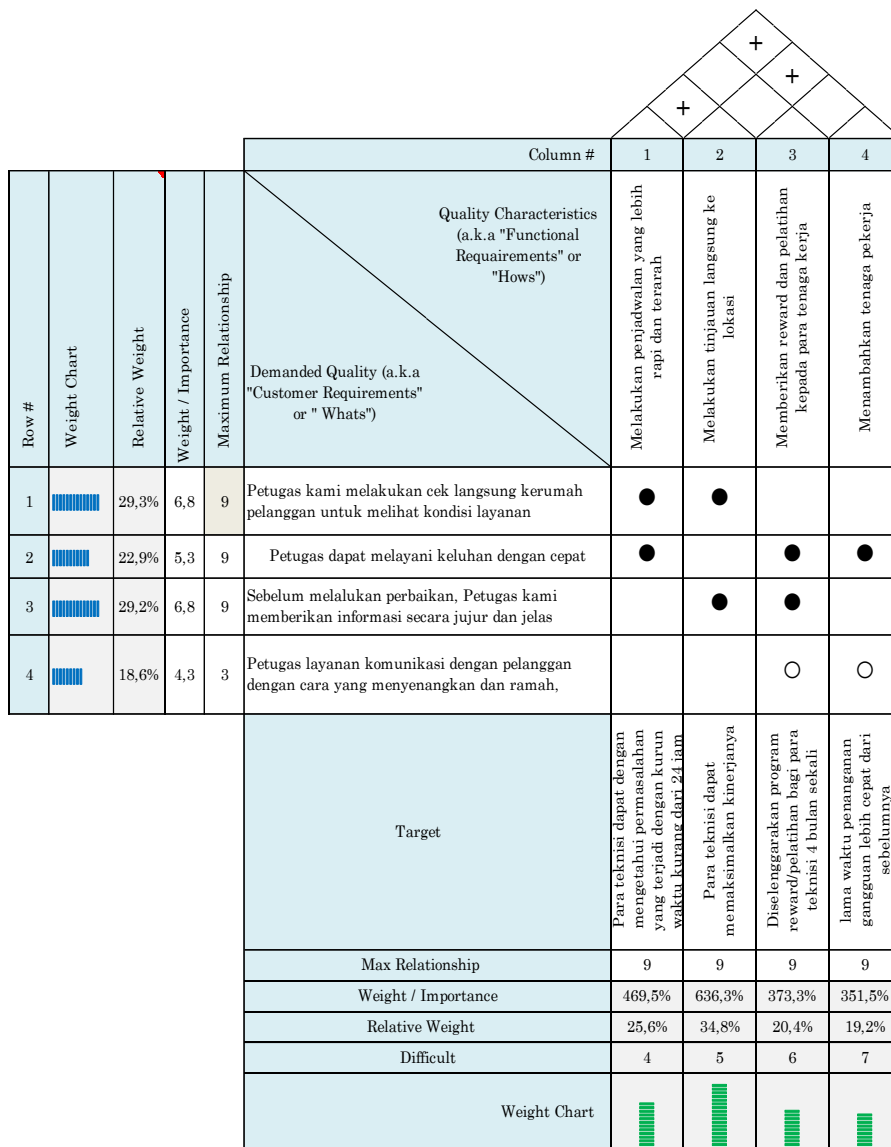 +
+
+
Column #
1
2
3
4
Row #
Weight Chart
Relative Weight
Weight / Importance
Maximum Relationship
Quality Characteristics
(a.k.a "Functional
Requairements" or
"Hows")
Demanded Quality (a.k.a
"Customer Requirements"
or " Whats")
Melakukan penjadwalan yang lebih
rapi dan terarah
Melakukan tinjauan langsung ke
lokasi
Memberikan reward dan pelatihan
kepada para tenaga kerja
Menambahkan tenaga pekerja
1
29,3%
6,8
9
Petugas kami melakukan cek langsung kerumah
pelanggan untuk melihat kondisi layanan
2
22,9%
5,3
9
Petugas dapat melayani keluhan dengan cepat
3
29,2%
6,8
9
Sebelum melalukan perbaikan, Petugas kami
memberikan informasi secara jujur dan jelas
4
18,6%
4,3
3
Petugas layanan komunikasi dengan pelanggan
dengan cara yang menyenangkan dan ramah,
Target
Para teknisi dapat dengan
mengetahui permasalahan
yang terjadi dengan kurun
waktu kurang dari 24 jam
Para teknisi dapat
memaksimalkan kinerjanya
Diselenggarakan program
reward/pelatihan bagi para
teknisi 4 bulan sekali
lama waktu penanganan
gangguan lebih cepat dari
sebelumnya
Max Relationship
9
9
9
9
Weight / Importance
469,5%
636,3%
373,3%
351,5%
Relative Weight
25,6%
34,8%
20,4%
19,2%
Difficult
4
5
6
7
Weight Chart